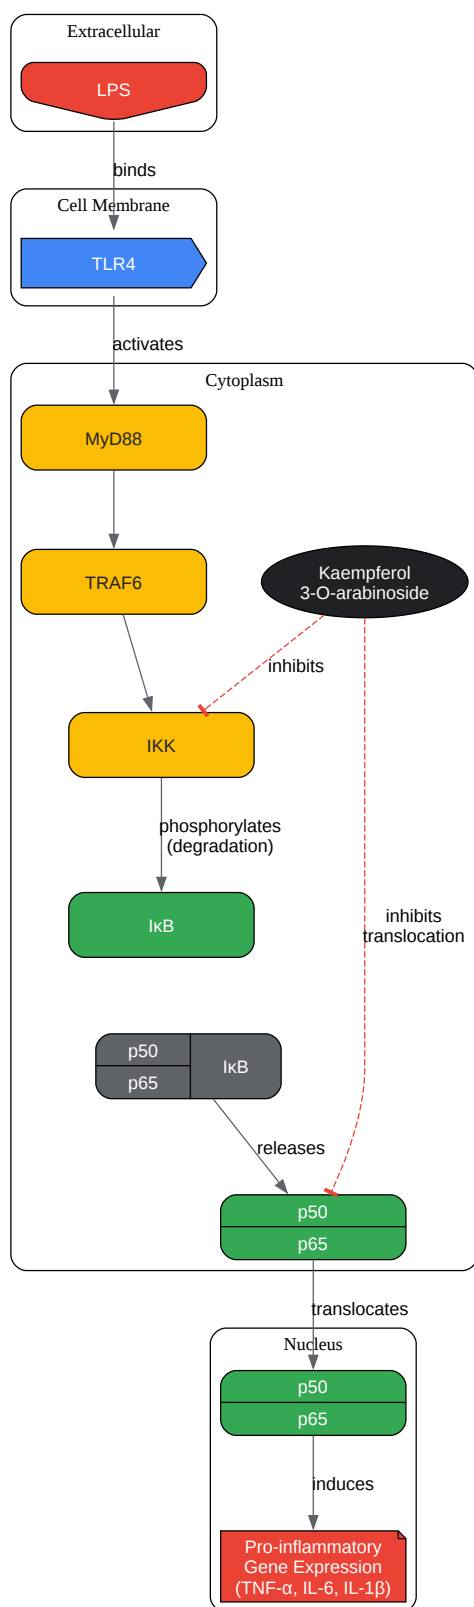 Extracellular
LPS
binds
Cell Membrane
TLR4
activates
Cytoplasm
MyD88
TRAF6
Kaempferol
3-O-arabinoside
inhibits
IKK
phosphorylates
(degradation)
IκB
inhibits
translocation
p50
p65
IκB
releases
p50
p65
translocates
Nucleus
p50
p65
induces
Pro-inflammatory
Gene Expression
(TNF-α, IL-6, IL-1β)